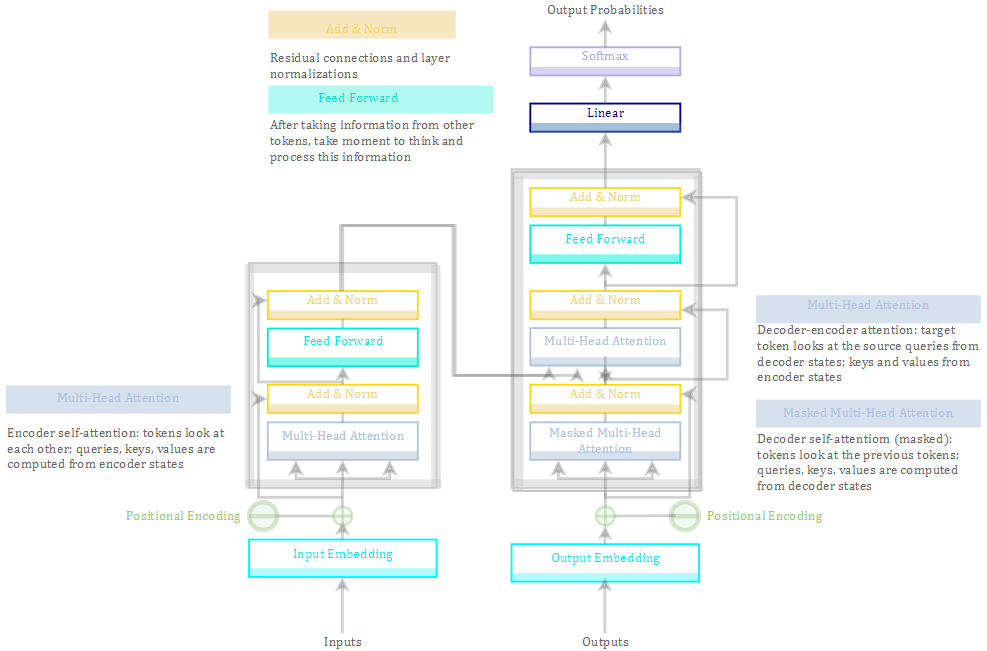 Output Probabilities
Add & Norm
Residual connections and layer
normalizations
Feed Forward
After taking information from other
tokens, take moment to think and
process this information
Softmax
Linear
Add & Norm
Feed Forward
Add & Norm
Multi-Head Attention
Add & Norm
Masked Multi-Head
Attention
Add & Norm
Feed Forward
Add & Norm
Multi-Head Attention
Multi-Head Attention
Encoder self-attention: tokens look at
each other; queries, keys, values are
computed from encoder states
Multi-Head Attention
Decoder-encoder attention: target
token looks at the source queries from
decoder states; keys and values from
encoder states
Masked Multi-Head Attention
Decoder self-attentiom (masked):
tokens look at the previous tokens;
queries, keys, values are computed
from decoder states
Positional Encoding
Positional Encoding
Input Embedding
Output Embedding
Inputs
Outputs